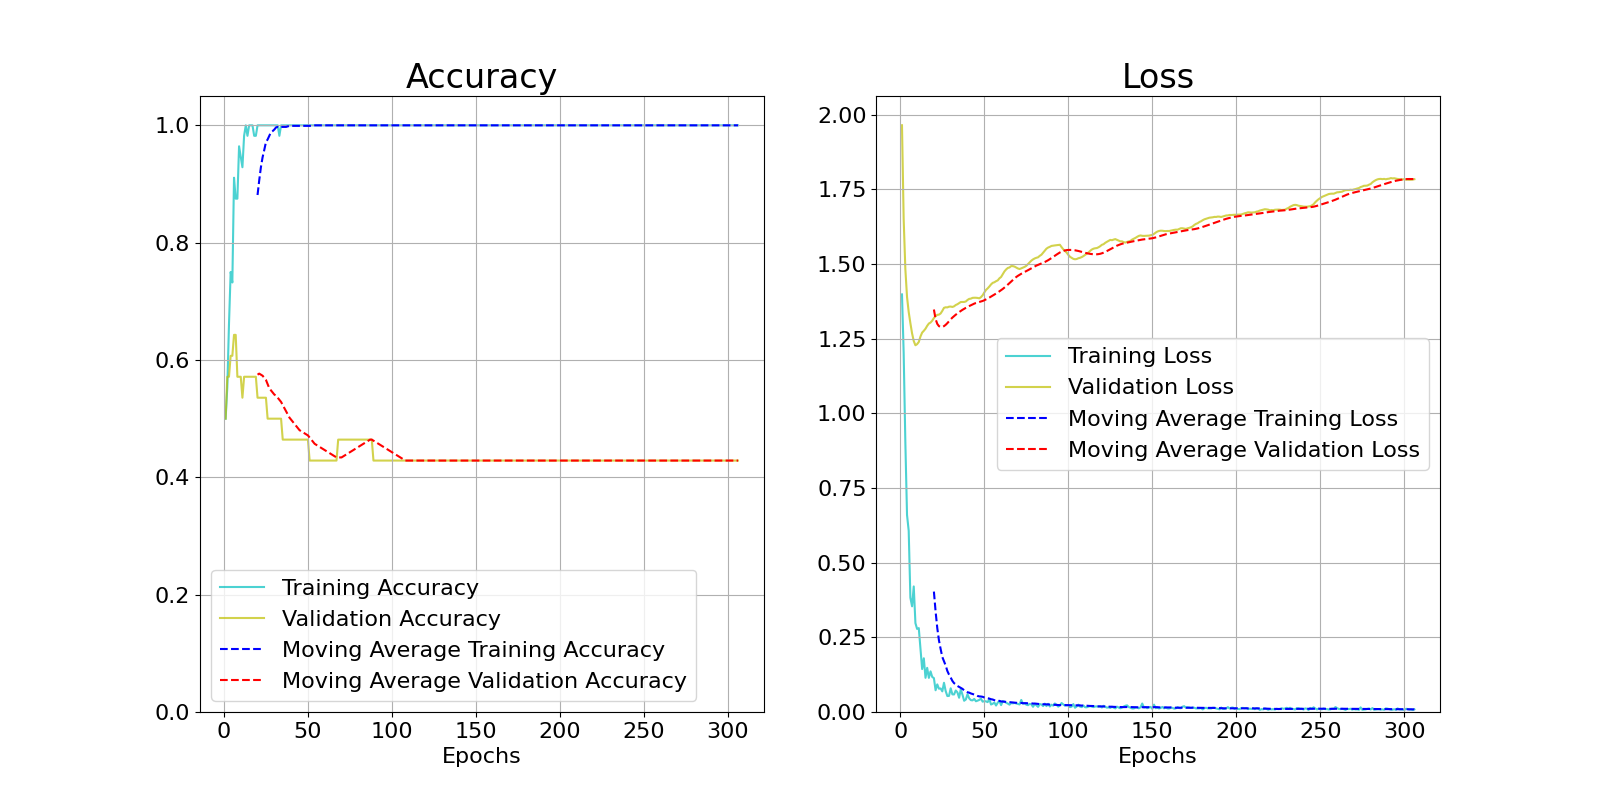 Accuracy
1.0
0.8
0.6
0.4
0.2
0.0
Training Accuracy
Validation Accuracy
Moving Average Training Accuracy
Moving Average Validation Accuracy
0 50 100 150 200 250 300
Epochs
Loss
2.00
1.75
1.50
1.25
1.00
0.75
0.50
0.25
0.00
Training Loss
Validation Loss
Moving Average Training Loss
Moving Average Validation Loss
0 50 100 150 200 250 300
Epochs